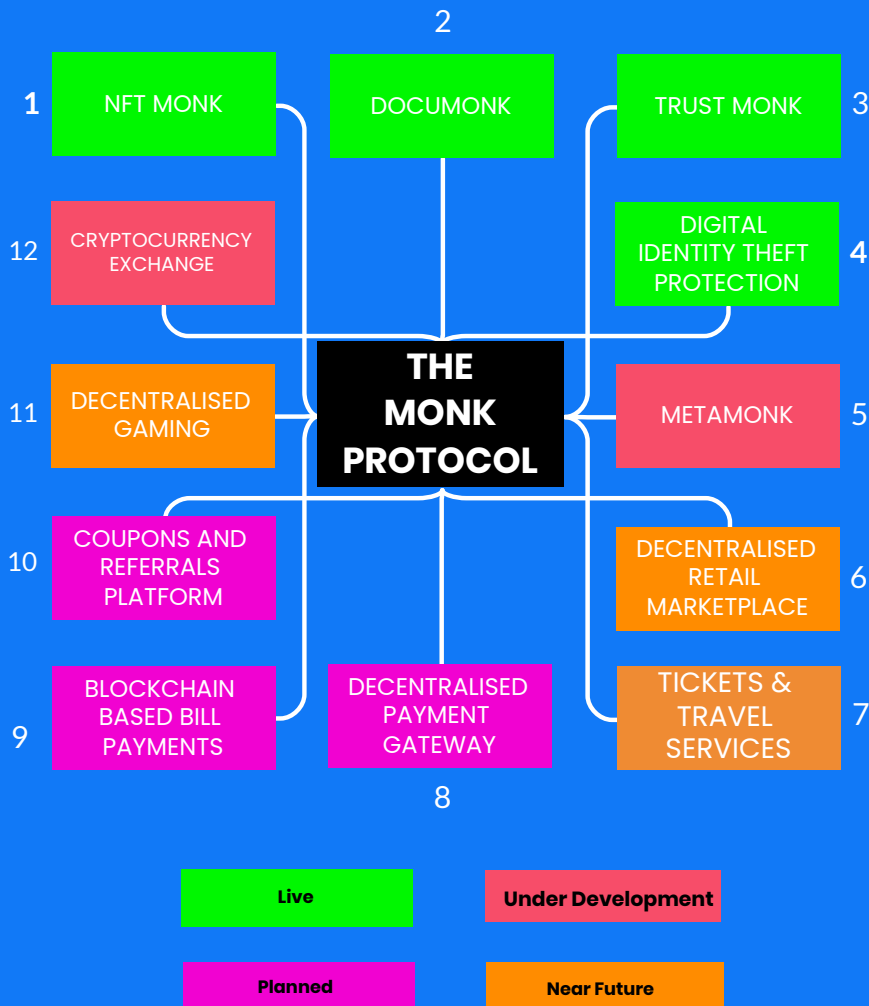 2
1
NFT MONK
DOCUMONK
TRUST MONK
3
12
CRYPTOCURRENCY
EXCHANGE
DIGITAL
IDENTITY THEFT
PROTECTION
4
THE
MONK
PROTOCOL
11
DECENTRALISED
GAMING
METAMONK
5
10
COUPONS AND
REFERRALS
PLATFORM
DECENTRALISED
RETAIL
MARKETPLACE
6
9
BLOCKCHAIN
BASED BILL
PAYMENTS
DECENTRALISED
PAYMENT
GATEWAY
TICKETS &
TRAVEL
SERVICES
7
8
Live
Under Development
Planned
Near Future